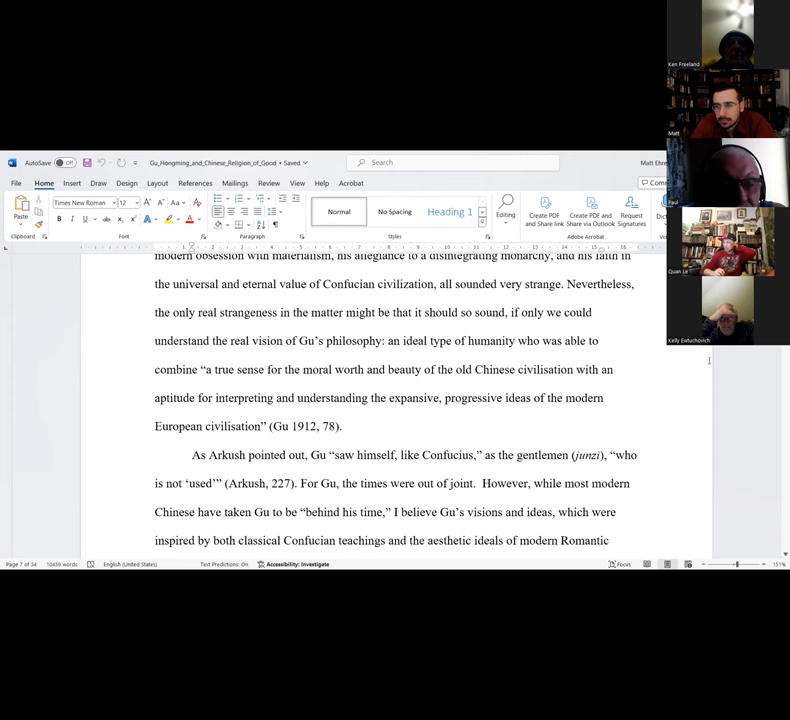 Ken Freeland
Matt
Paul
Quan Le
Kelly Ewtuchovich
AutoSave Off
Gu_Hongming_and_Chinese_Religion_of_Good • Saved
Search
Matt Ehre
File Home Insert Draw Design Layout References Mailings Review View Help Acrobat
Comm
Paste
Times New Roman 12
Normal
No Spacing
Heading 1
Editing
Create PDF and Share link
Create PDF and Share via Outlook
Request Signatures
Dict
Clipboard Font Paragraph Styles Adobe Acrobat
modern obsession with materialism, his allegiance to a disintegrating monarchy, and his faith in
the universal and eternal value of Confucian civilization, all sounded very strange. Nevertheless,
the only real strangeness in the matter might be that it should so sound, if only we could
understand the real vision of Gu’s philosophy: an ideal type of humanity who was able to
combine “a true sense for the moral worth and beauty of the old Chinese civilisation with an
aptitude for interpreting and understanding the expansive, progressive ideas of the modern
European civilisation” (Gu 1912, 78).
As Arkush pointed out, Gu “saw himself, like Confucius,” as the gentlemen (junzi), “who
is not ‘used’” (Arkush, 227). For Gu, the times were out of joint.  However, while most modern
Chinese have taken Gu to be “behind his time,” I believe Gu’s visions and ideas, which were
inspired by both classical Confucian teachings and the aesthetic ideals of modern Romantic
Page 7 of 34 10459 words English (United States) Text Predictions: On Accessibility: Investigate Focus 151%